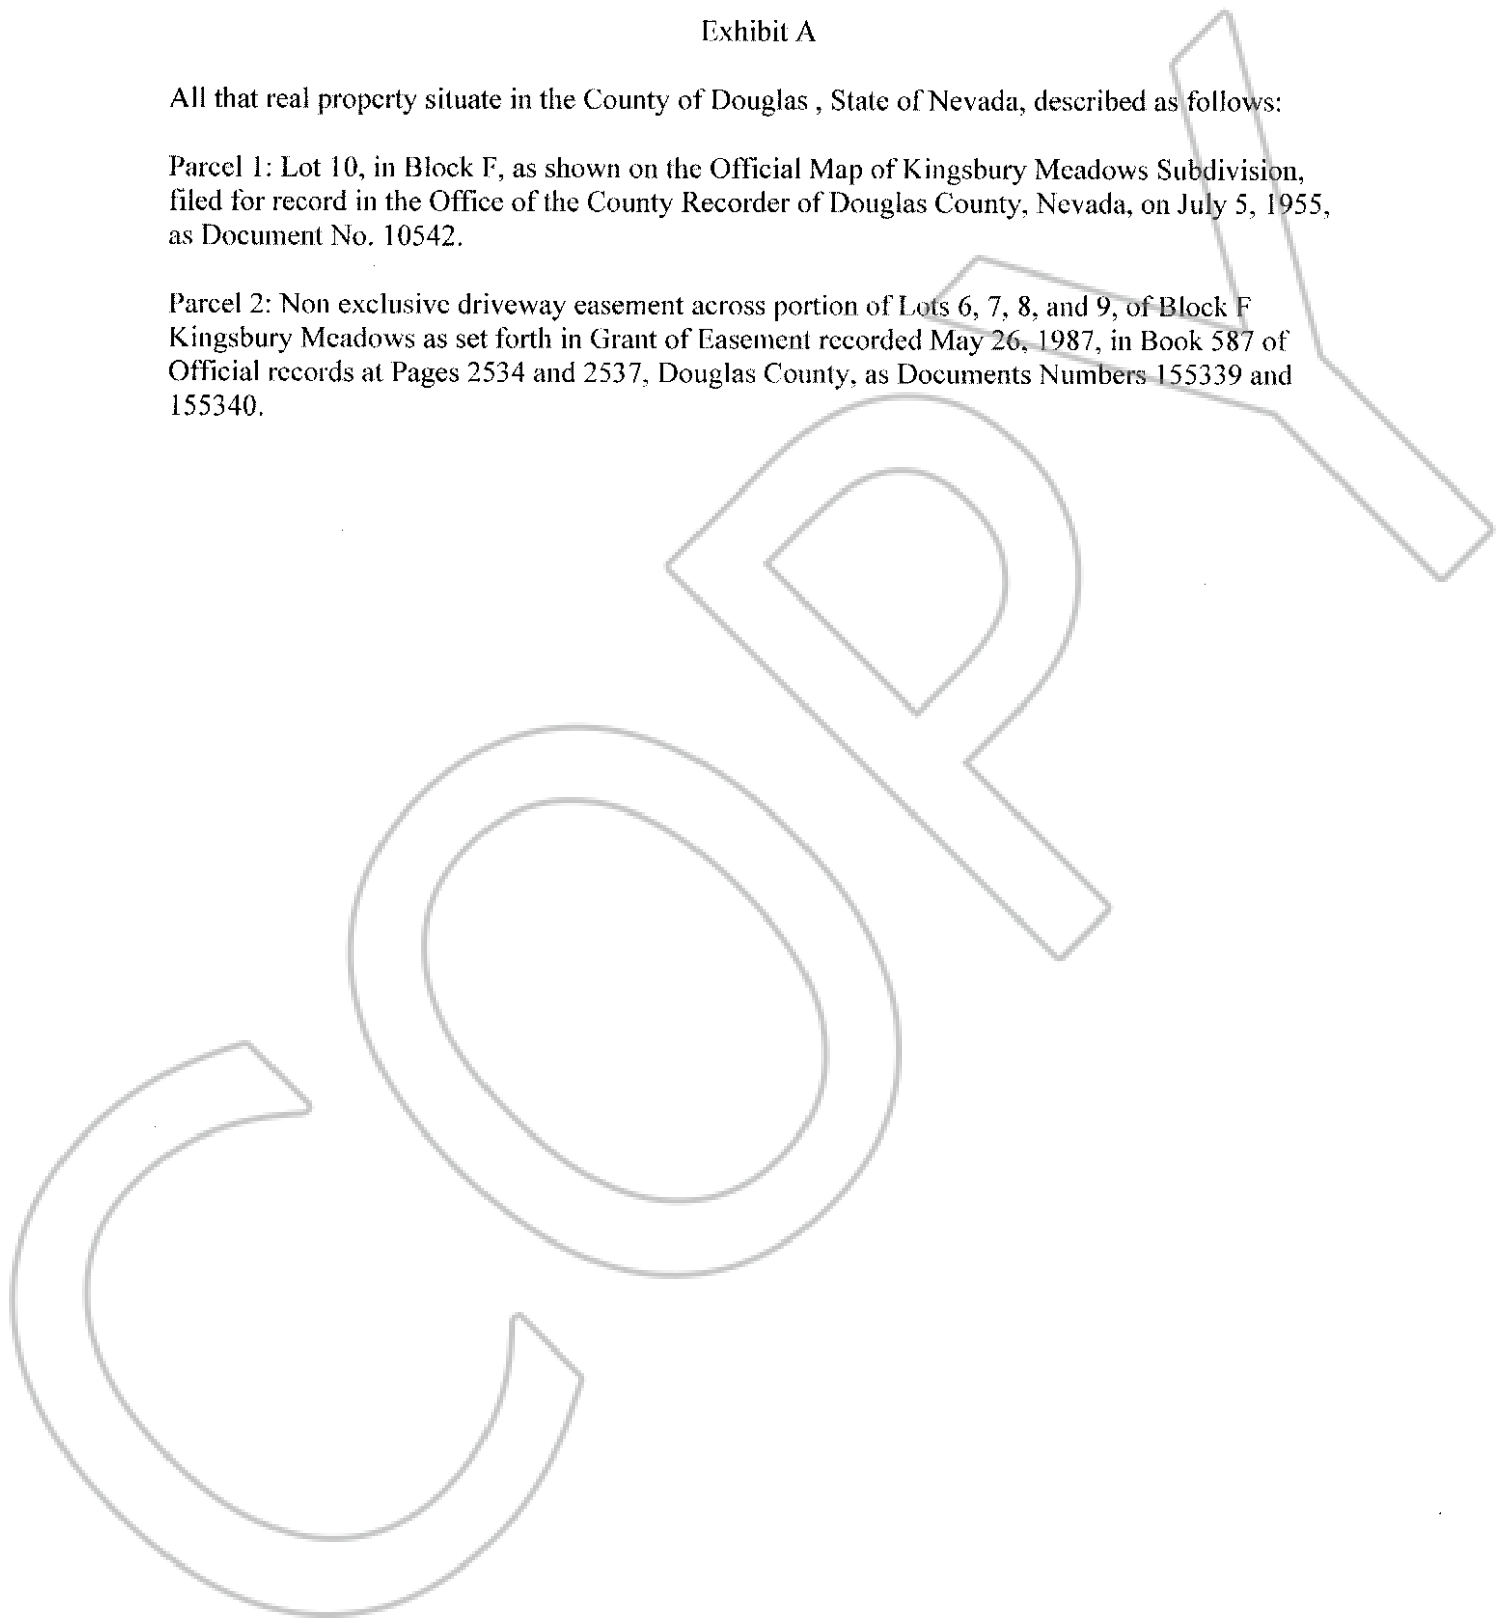 Exhibit A
All that real property situate in the County of Douglas , State of Nevada, described as follows:
Parcel 1: Lot 10, in Block F, as shown on the Official Map of Kingsbury Meadows Subdivision,
filed for record in the Office of the County Recorder of Douglas County, Nevada, on July 5, 1955,
as Document No. 10542.
Parcel 2: Non exclusive driveway easement across portion of Lots 6, 7, 8, and 9, of Block F
Kingsbury Meadows as set forth in Grant of Easement recorded May 26, 1987, in Book 587 of
Official records at Pages 2534 and 2537, Douglas County, as Documents Numbers 155339 and
155340.
COPY